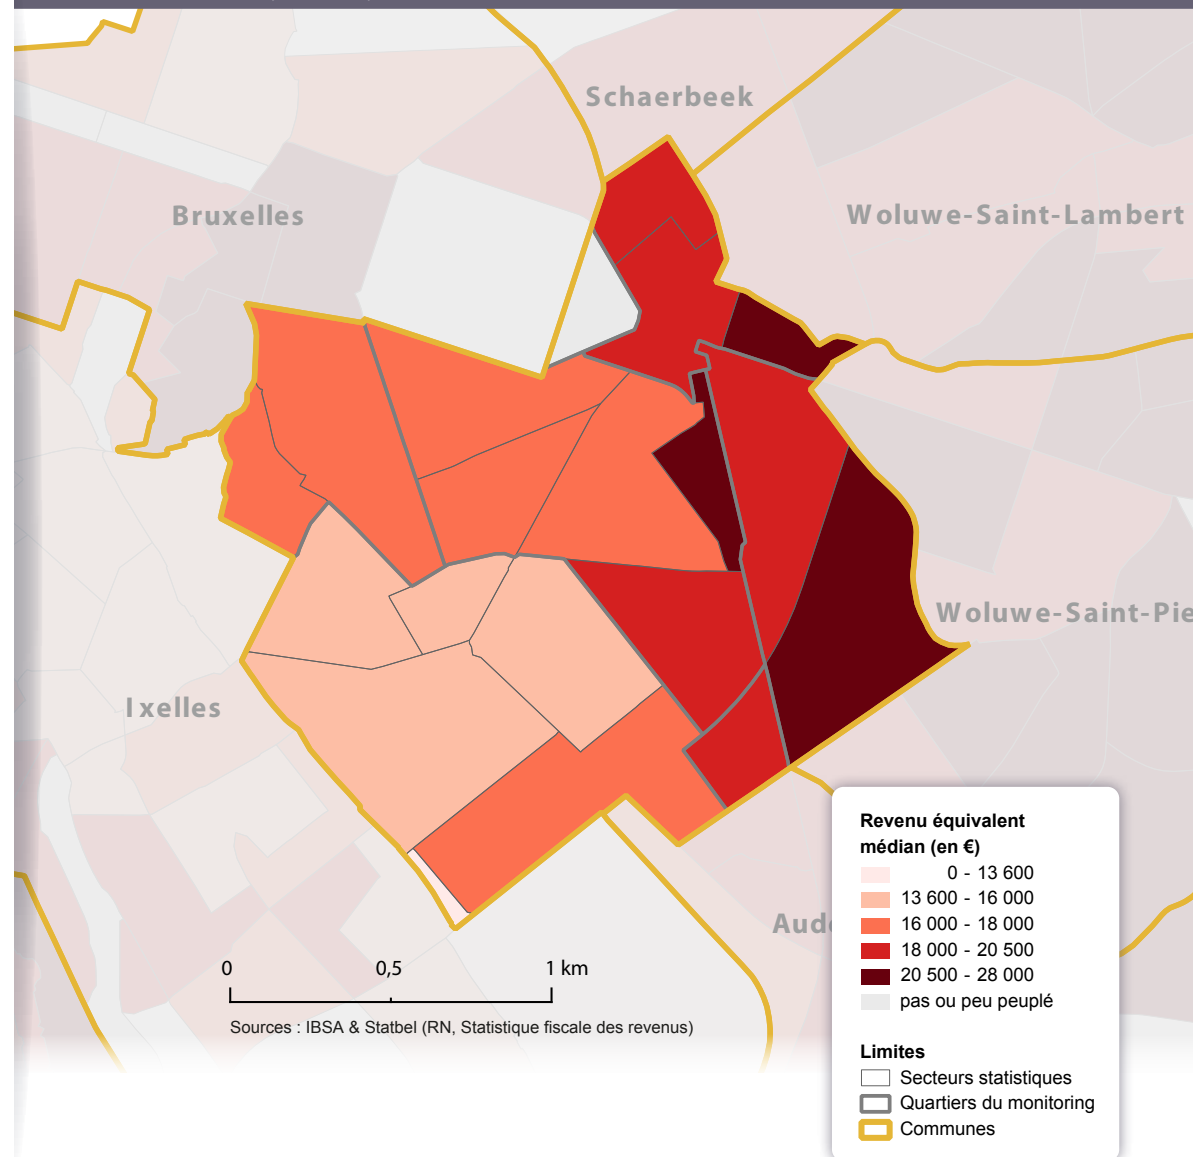 Schaerbeek
Bruxelles
Woluwe-Saint-Lambert
Woluwe-Saint-Pie
Ixelles
Aud
0 0,5 1 km
Sources : IBSA & Statbel (RN, Statistique fiscale des revenus)
Revenu équivalent
médian (en €)
0 - 13 600
13 600 - 16 000
16 000 - 18 000
18 000 - 20 500
20 500 - 28 000
pas ou peu peuplé
Limites
Secteurs statistiques
Quartiers du monitoring
Communes